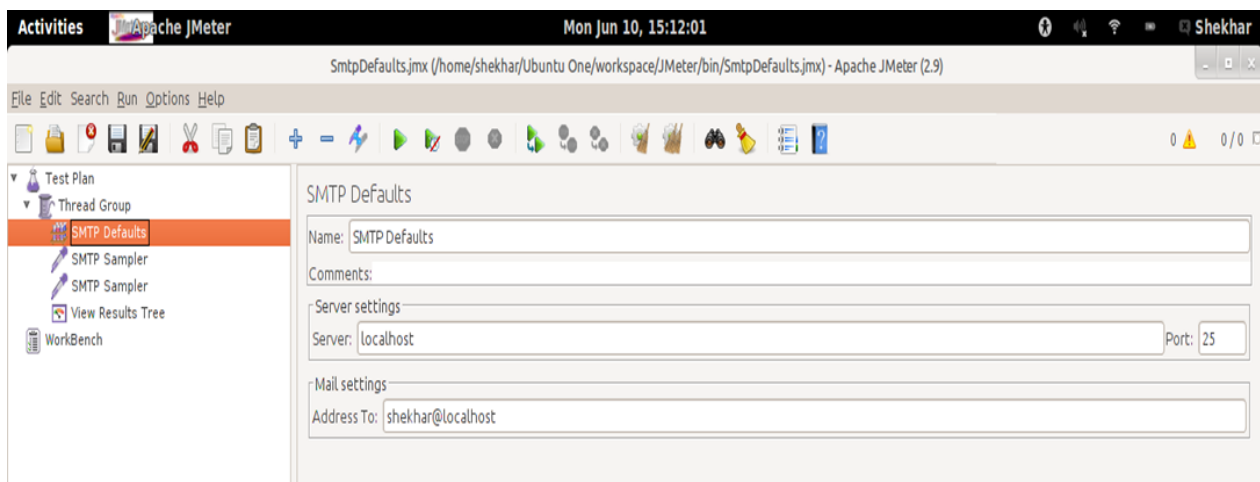 Activities Apache JMeter Mon Jun 10, 15:12:01 Shekhar
SmtpDefaults.jmx (/home/shekhar/Ubuntu One/workspace/JMeter/bin/SmtpDefaults.jmx) - Apache JMeter (2.9)
File Edit Search Run Options Help
0 0/0
Test Plan
Thread Group
SMTP Defaults
SMTP Sampler
SMTP Sampler
View Results Tree
WorkBench
SMTP Defaults
Name: SMTP Defaults
Comments:
Server settings
Server: localhost Port: 25
Mail settings
Address To: shekhar@localhost